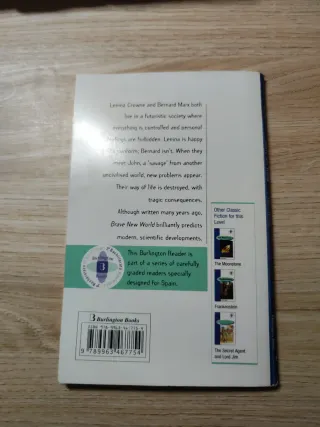 Lenina Crowne and Bernard Marx both
live in a futuristic society where
everything is controlled and personal
feelings are forbidden. Lenina is happy
to conform; Bernard isn't. When they
meet John, a 'savage' from another
uncivilised world, new problems appear.
Their way of life is destroyed, with
tragic consequences.
Although written many years ago,
Brave New World brilliantly predicts
modern, scientific developments.
This Burlington Reader is
part of a series of carefully
graded readers specially
designed for Spain.
3
Other Classic
Fiction for this
Level
The Moonstone
Frankenstein
The Secret Agent
and Lord Jim
Burlington Books
9 789963 467754